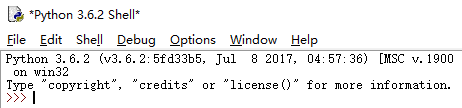 *Python 3.6.2 Shell*
File Edit Shell Debug Options Window Help
Python 3.6.2 (v3.6.2:5fd33b5, Jul  8 2017, 04:57:36) [MSC v.1900
 on win32
Type "copyright", "credits" or "license()" for more information.
>>>